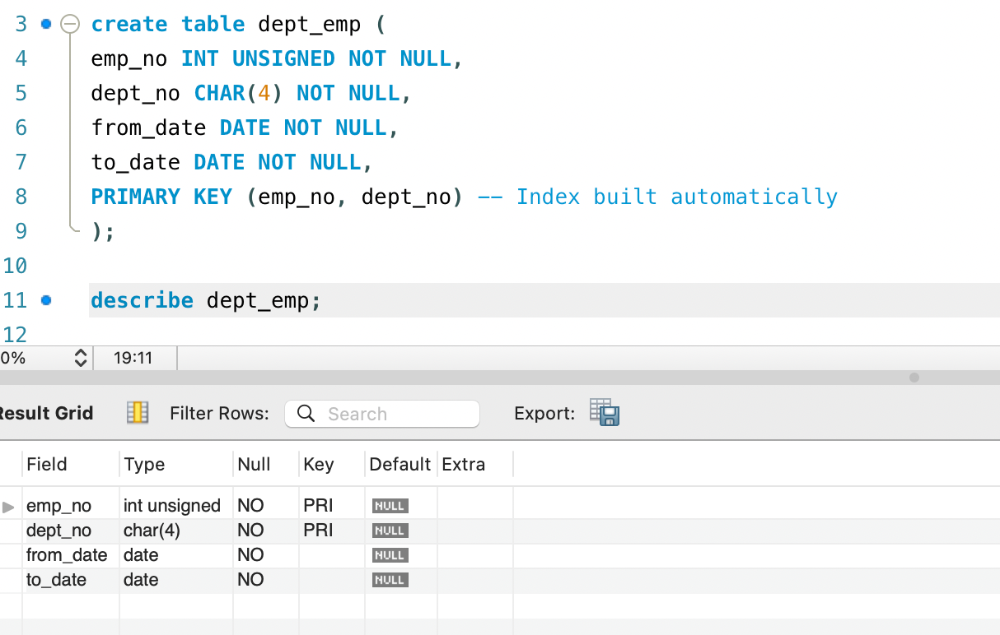 3 create table dept_emp (
4 emp_no INT UNSIGNED NOT NULL,
5 dept_no CHAR(4) NOT NULL,
6 from_date DATE NOT NULL,
7 to_date DATE NOT NULL,
8 PRIMARY KEY (emp_no, dept_no) -- Index built automatically
9 );
10
11 describe dept_emp;
12
0% 19:11
Result Grid Filter Rows: Search Export:
Field Type Null Key Default Extra
emp_no int unsigned NO PRI NULL
dept_no char(4) NO PRI NULL
from_date date NO NULL
to_date date NO NULL